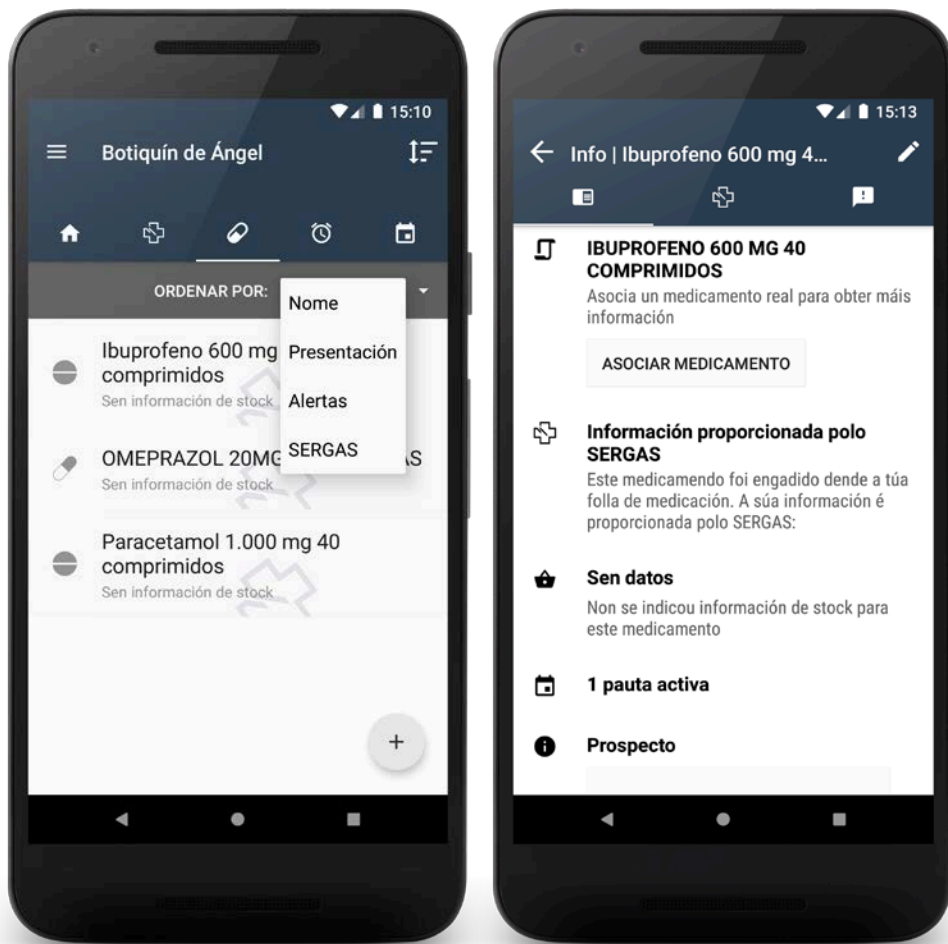 15:10
Botiquín de Ángel
ORDENAR POR:
Nome
Presentación
Alertas
SERGAS
Ibuprofeno 600 mg
comprimidos
Sen información de stock
OMEPRAZOL 20MG
AS
Sen información de stock
Paracetamol 1.000 mg 40
comprimidos
Sen información de stock
+
15:13
Info | Ibuprofeno 600 mg 4...
IBUPROFENO 600 MG 40
COMPRIMIDOS
Asocia un medicamento real para obter máis
información
ASOCIAR MEDICAMENTO
Información proporcionada polo
SERGAS
Este medicamendo foi engadido dende a túa
folla de medicación. A súa información é
proporcionada polo SERGAS:
Sen datos
Non se indicou información de stock para
este medicamento
1 pauta activa
Prospecto